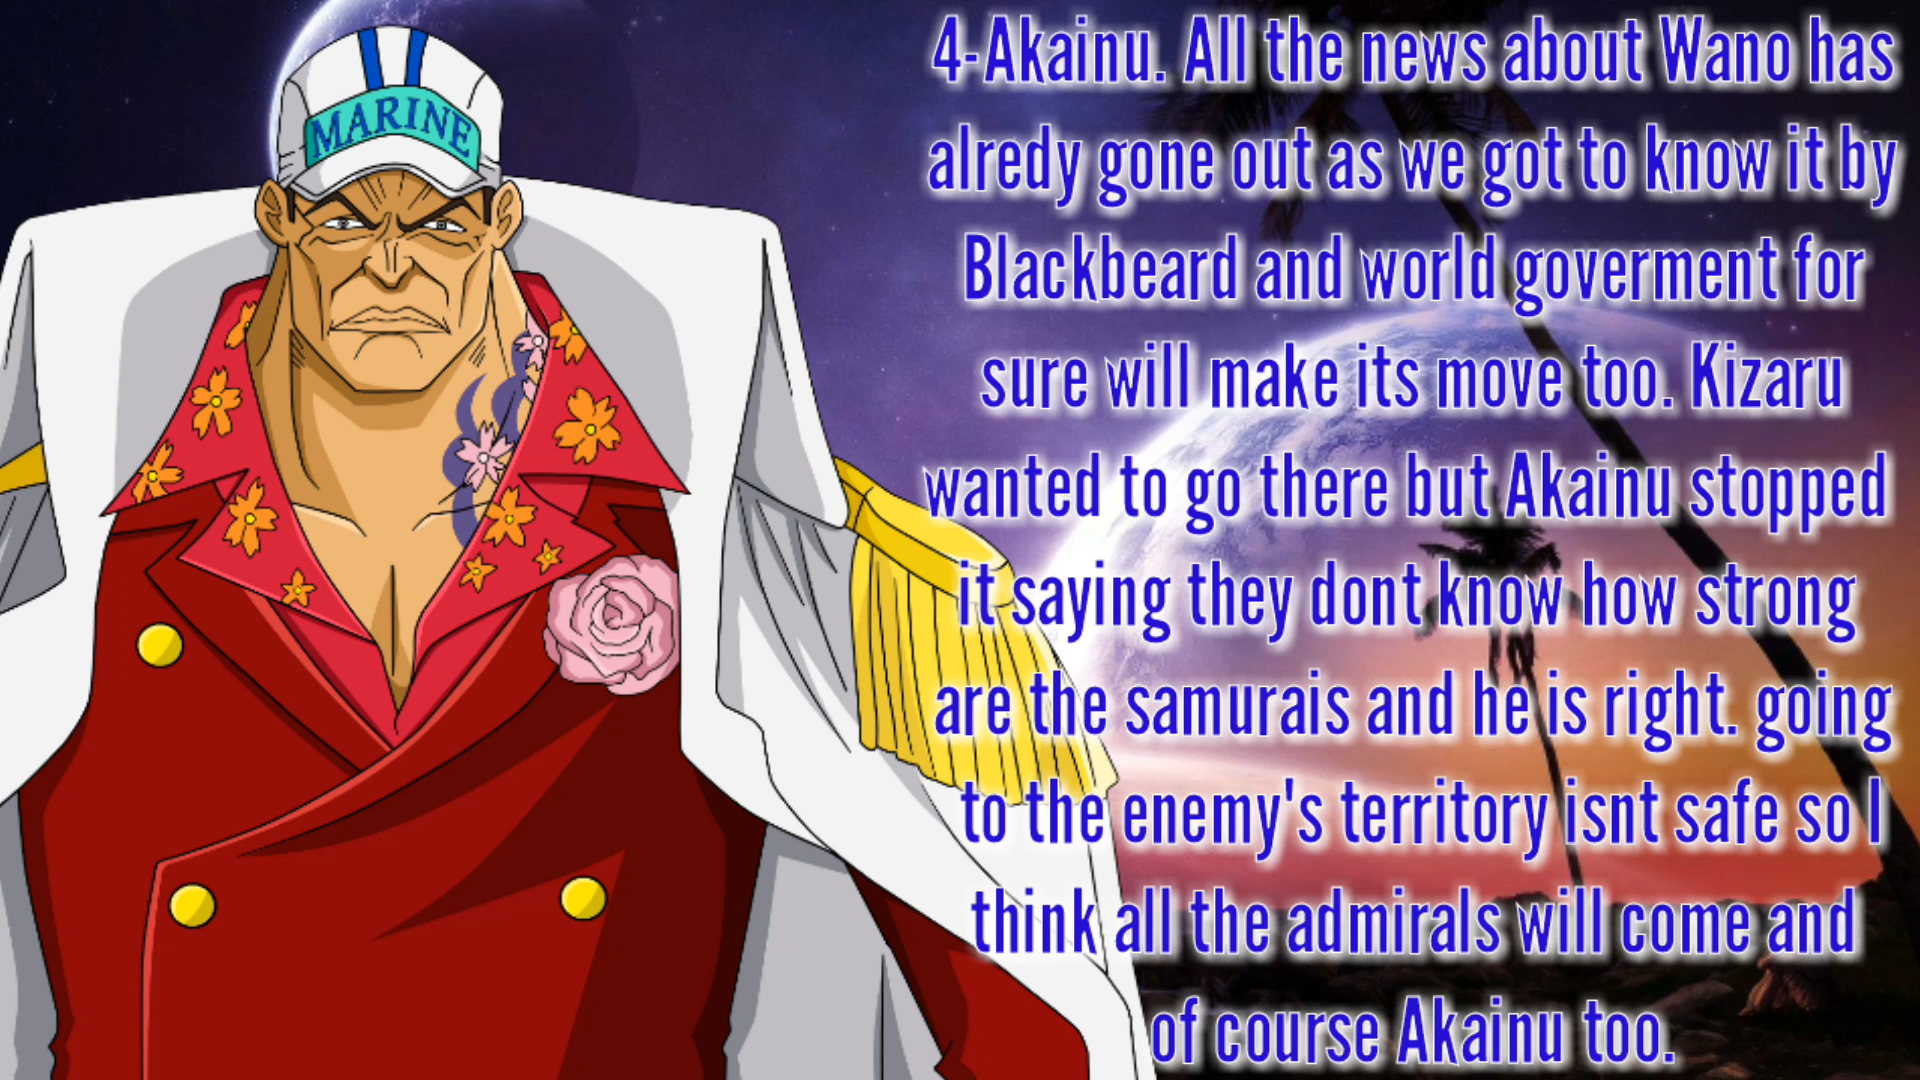 MARINE
4-Akainu. All the news about Wano has
alredy gone out as we got to know it by
Blackbeard and world goverment for
sure will make its move too. Kizaru
wanted to go there but Akainu stopped
it saying they dont know how strong
are the samurais and he is right. going
to the enemy's territory isnt safe so I
think all the admirals will come and
of course Akainu too.